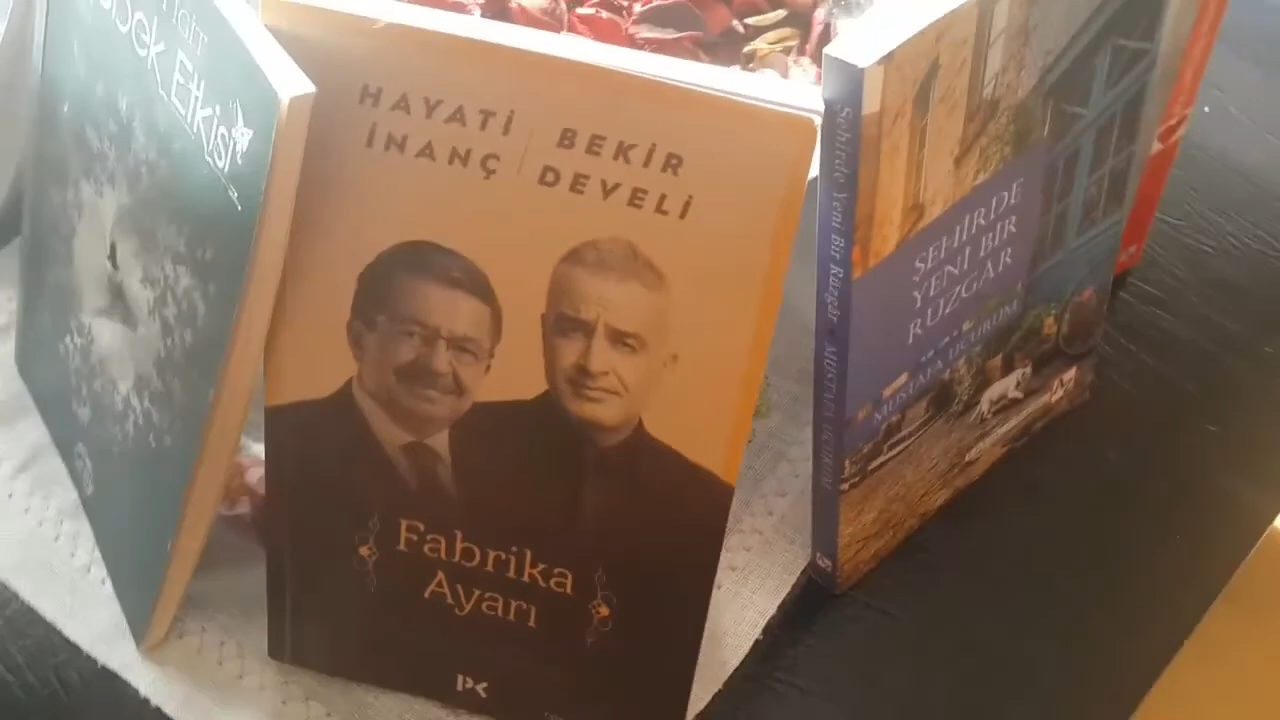 Etkisi
HAYATİ
İNANÇ
BEKİR
DEVELİ
Fabrika
Ayarı
PK
Şehirde Yeni Bir Rüzgâr • MUSTAFA UÇURUM
ŞEHİRDE
YENİ BİR
RÜZGÂR
MUSTAFA UÇURUM